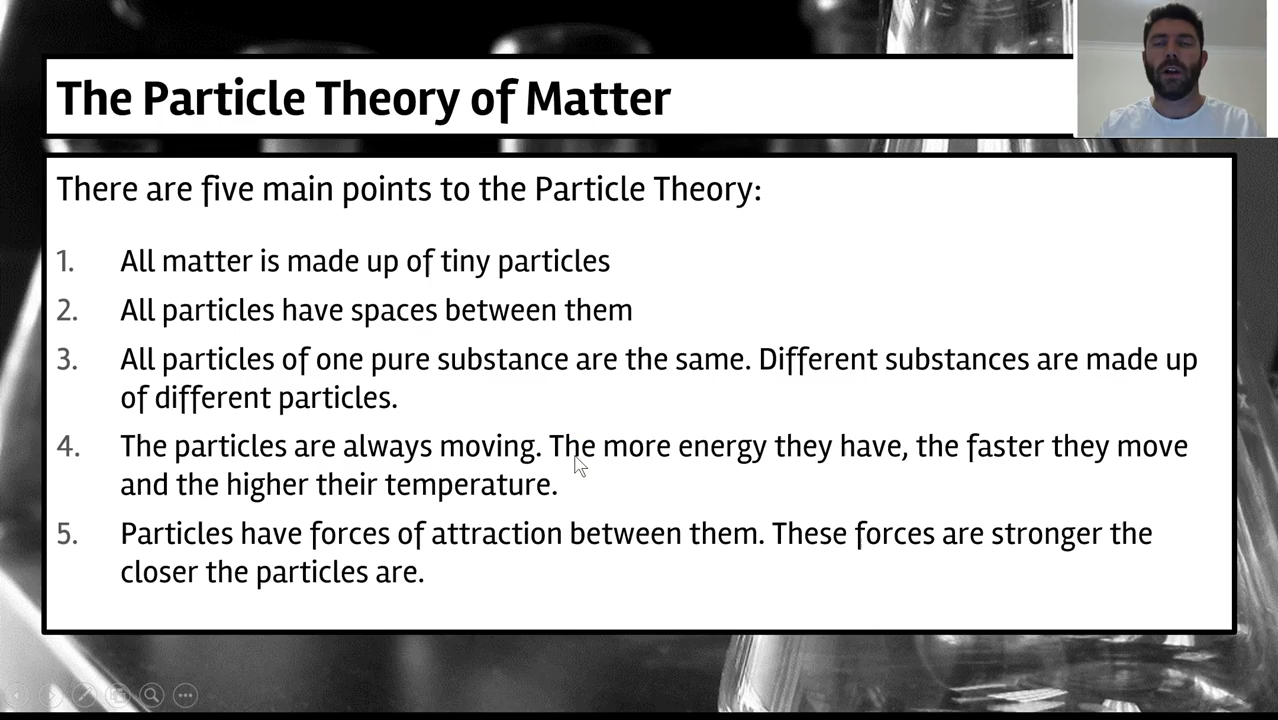 The Particle Theory of Matter
There are five main points to the Particle Theory:
1. All matter is made up of tiny particles
2. All particles have spaces between them
3. All particles of one pure substance are the same. Different substances are made up
of different particles.
4. The particles are always moving. The more energy they have, the faster they move
and the higher their temperature.
5. Particles have forces of attraction between them. These forces are stronger the
closer the particles are.